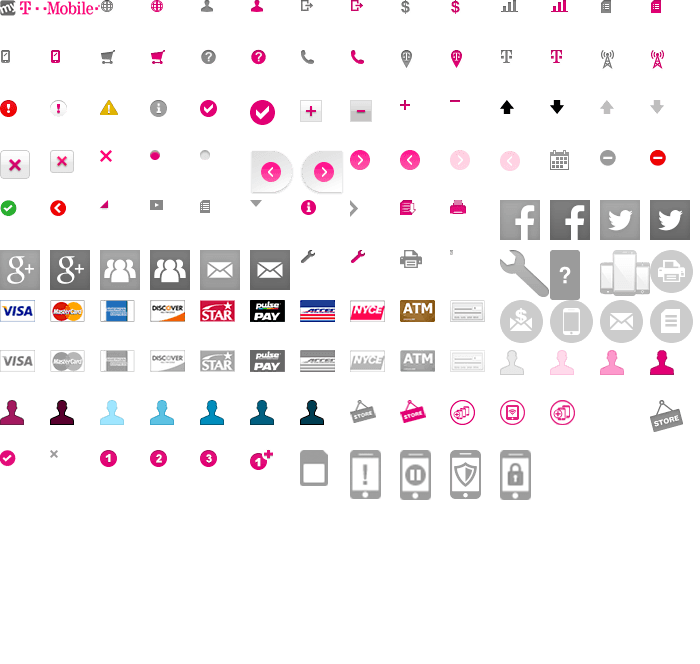 my T··Mobile·
$ $
? ?
T T
! ! ! i
i
f f
g+ g+ ?
VISA MasterCard DISCOVER STAR pulse PAY ACCEL NYCE ATM $
VISA MasterCard DISCOVER STAR pulse PAY ACCEL NYCE ATM
STORE STORE STORE
1 2 3 1+ !